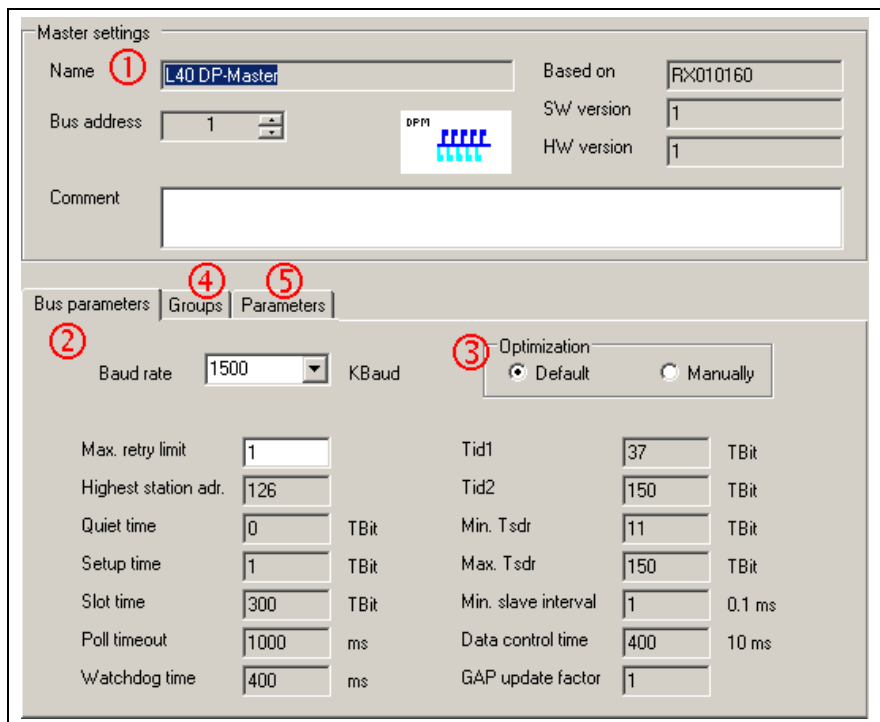 Master settings
Name ① L40 DP-Master Based on RX010160
Bus address 1 DPM SW version 1
HW version 1
Comment
④ ⑤
Bus parameters Groups Parameters
② ③ Optimization
Baud rate 1500 KBaud Default Manually
Max. retry limit 1 Tid1 37 TBit
Highest station adr. 126 Tid2 150 TBit
Quiet time 0 TBit Min. Tsdr 11 TBit
Setup time 1 TBit Max. Tsdr 150 TBit
Slot time 300 TBit Min. slave interval 1 0.1 ms
Poll timeout 1000 ms Data control time 400 10 ms
Watchdog time 400 ms GAP update factor 1